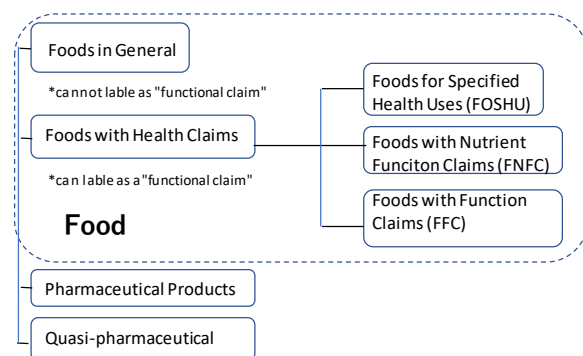 Foods in General
*cannot lable as "functional claim"
Foods with Health Claims
*can lable as a"functional claim"
Food
Foods for Specified
Health Uses (FOSHU)
Foods with Nutrient
Funciton Claims (FNFC)
Foods with Function
Claims (FFC)
Pharmaceutical Products
Quasi-pharmaceutical